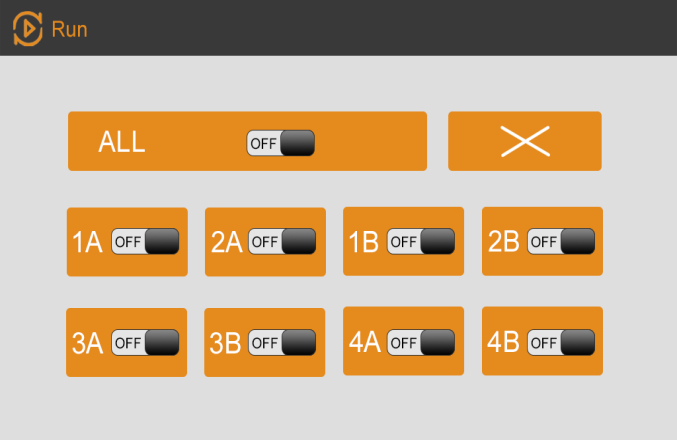 Run
ALL OFF
1A OFF 2A OFF 1B OFF 2B OFF
3A OFF 3B OFF 4A OFF 4B OFF